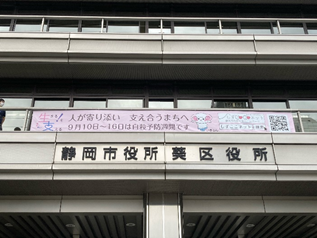 人が寄り添い 支え合うまちへ
9月10日～16日は自殺予防週間です
静岡市役所 葵区役所